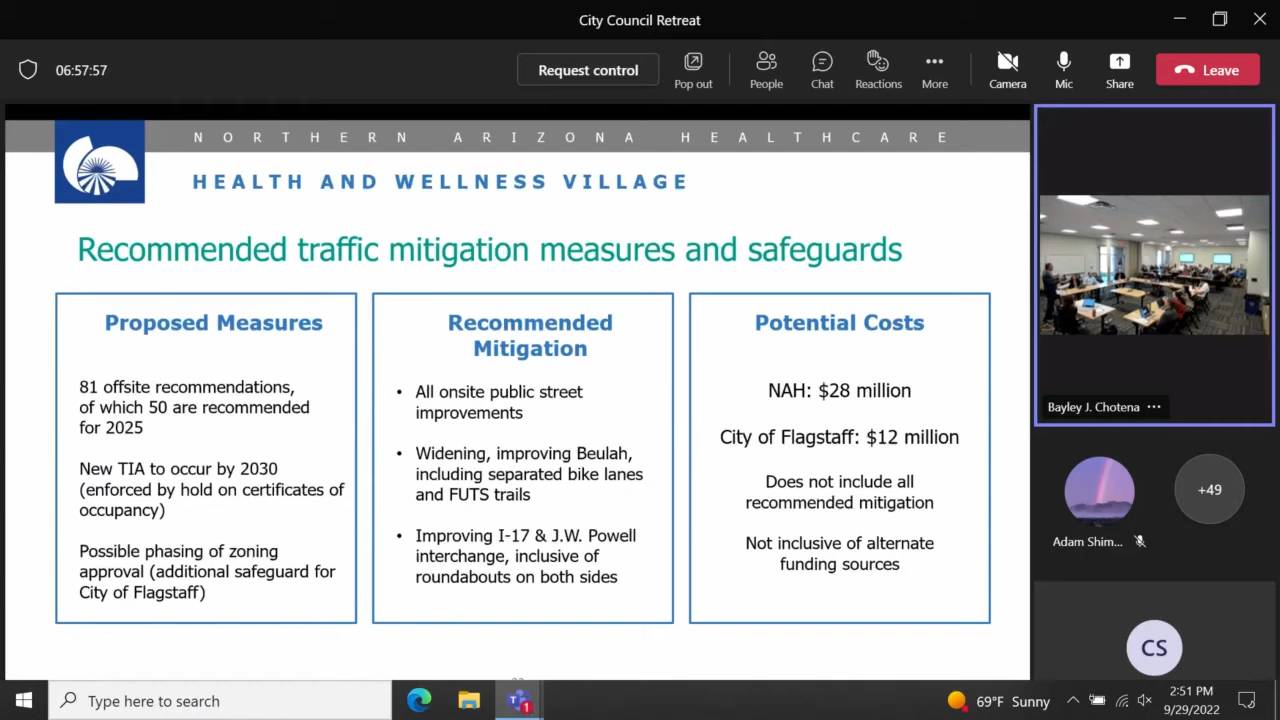 City Council Retreat
06:57:57
Request control
Pop out
People
Chat
Reactions
More
Camera
Mic
Share
Leave
NORTHERN ARIZONA HEALTHCARE
HEALTH AND WELLNESS VILLAGE
Recommended traffic mitigation measures and safeguards
Proposed Measures
81 offsite recommendations,
of which 50 are recommended
for 2025
New TIA to occur by 2030
(enforced by hold on certificates of
occupancy)
Possible phasing of zoning
approval (additional safeguard for
City of Flagstaff)
Recommended
Mitigation
• All onsite public street
improvements
• Widening, improving Beulah,
including separated bike lanes
and FUTS trails
• Improving I-17 & J.W. Powell
interchange, inclusive of
roundabouts on both sides
Potential Costs
NAH: $28 million
City of Flagstaff: $12 million
Does not include all
recommended mitigation
Not inclusive of alternate
funding sources
Bayley J. Chotena
+49
Adam Shim...
CS
Type here to search
1
69°F Sunny
2:51 PM
9/29/2022